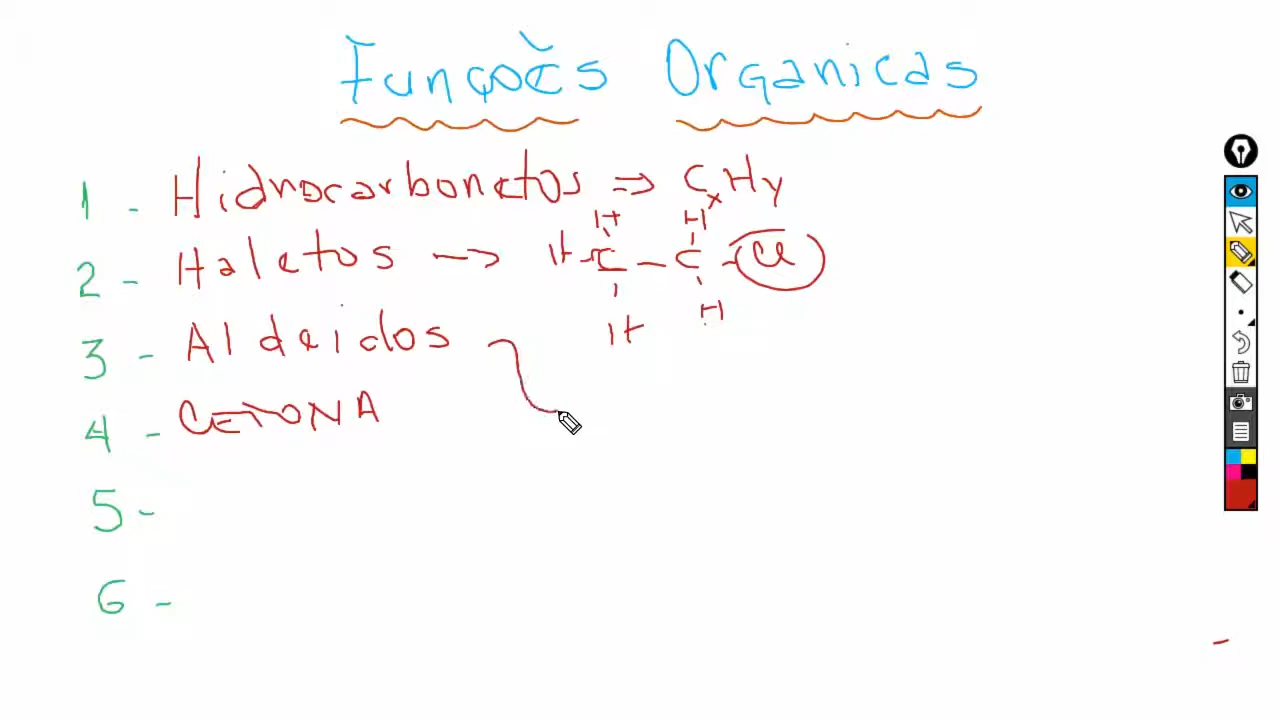 Funções Organicas
1 - Hidrocarbonetos => CxHy
2 - Haletos -> H-C-C-Cl
H H
H H
3 - Aldeidos
4 - CETONA
5 -
6 -